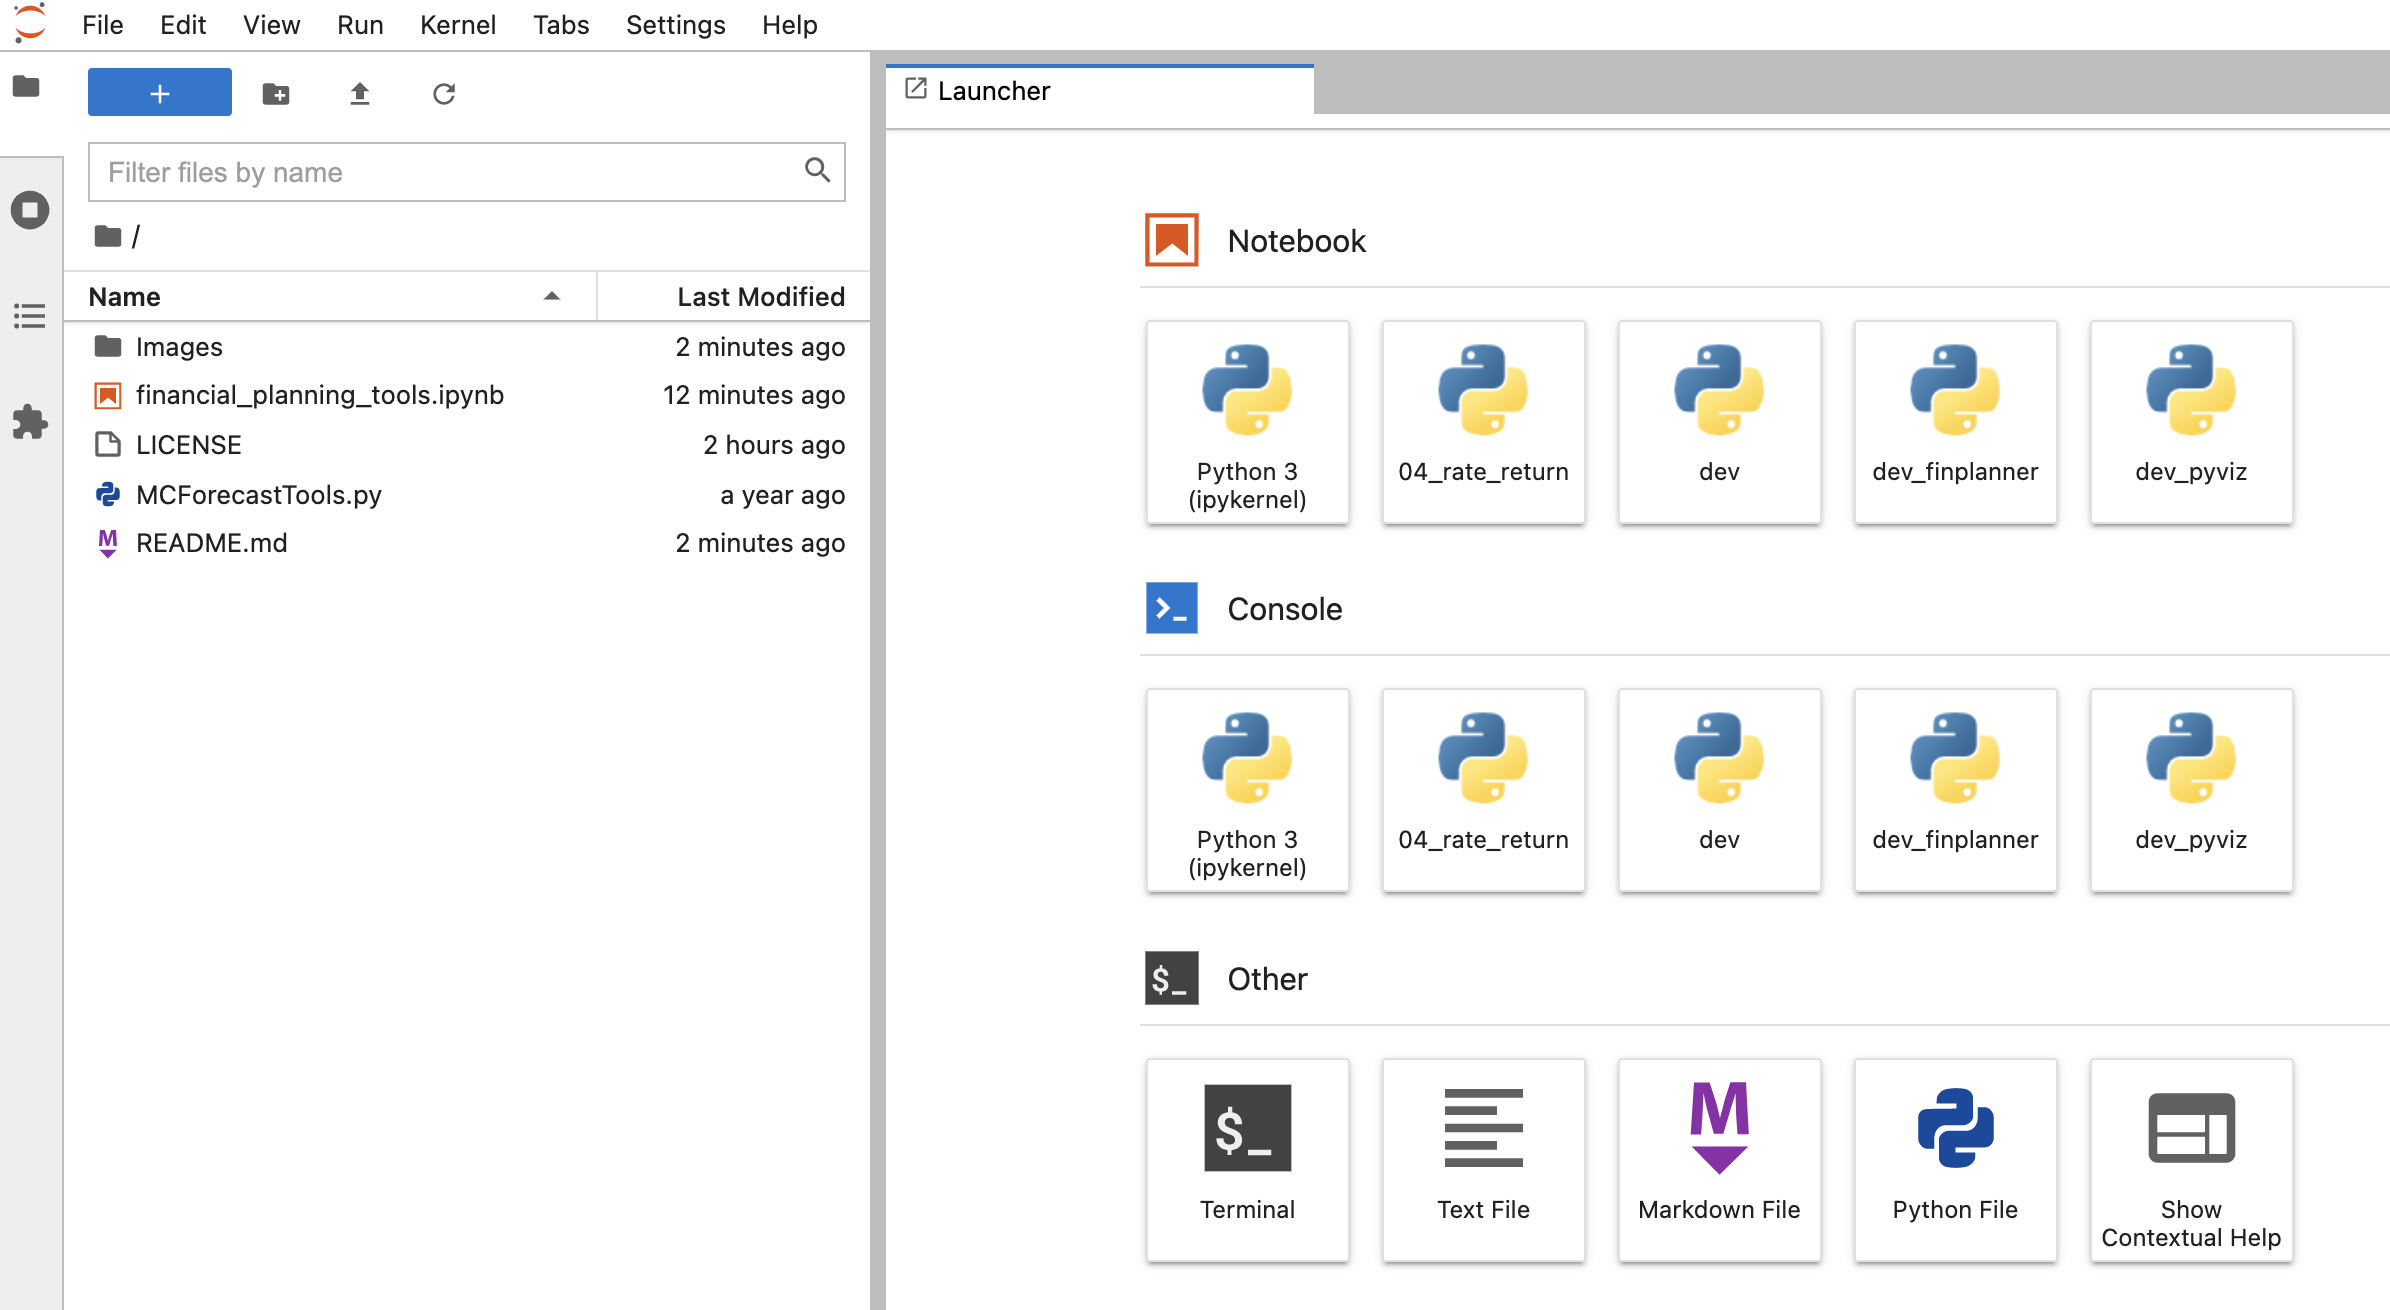 File Edit View Run Kernel Tabs Settings Help
+
Filter files by name
/
Name Last Modified
Images 2 minutes ago
financial_planning_tools.ipynb 12 minutes ago
LICENSE 2 hours ago
MCForecastTools.py a year ago
M README.md 2 minutes ago
Launcher
Notebook
Python 3 (ipykernel)
04_rate_return
dev
dev_finplanner
dev_pyviz
>_ Console
Python 3 (ipykernel)
04_rate_return
dev
dev_finplanner
dev_pyviz
$_ Other
$_
Terminal
Text File
M
Markdown File
Python File
Show
Contextual Help